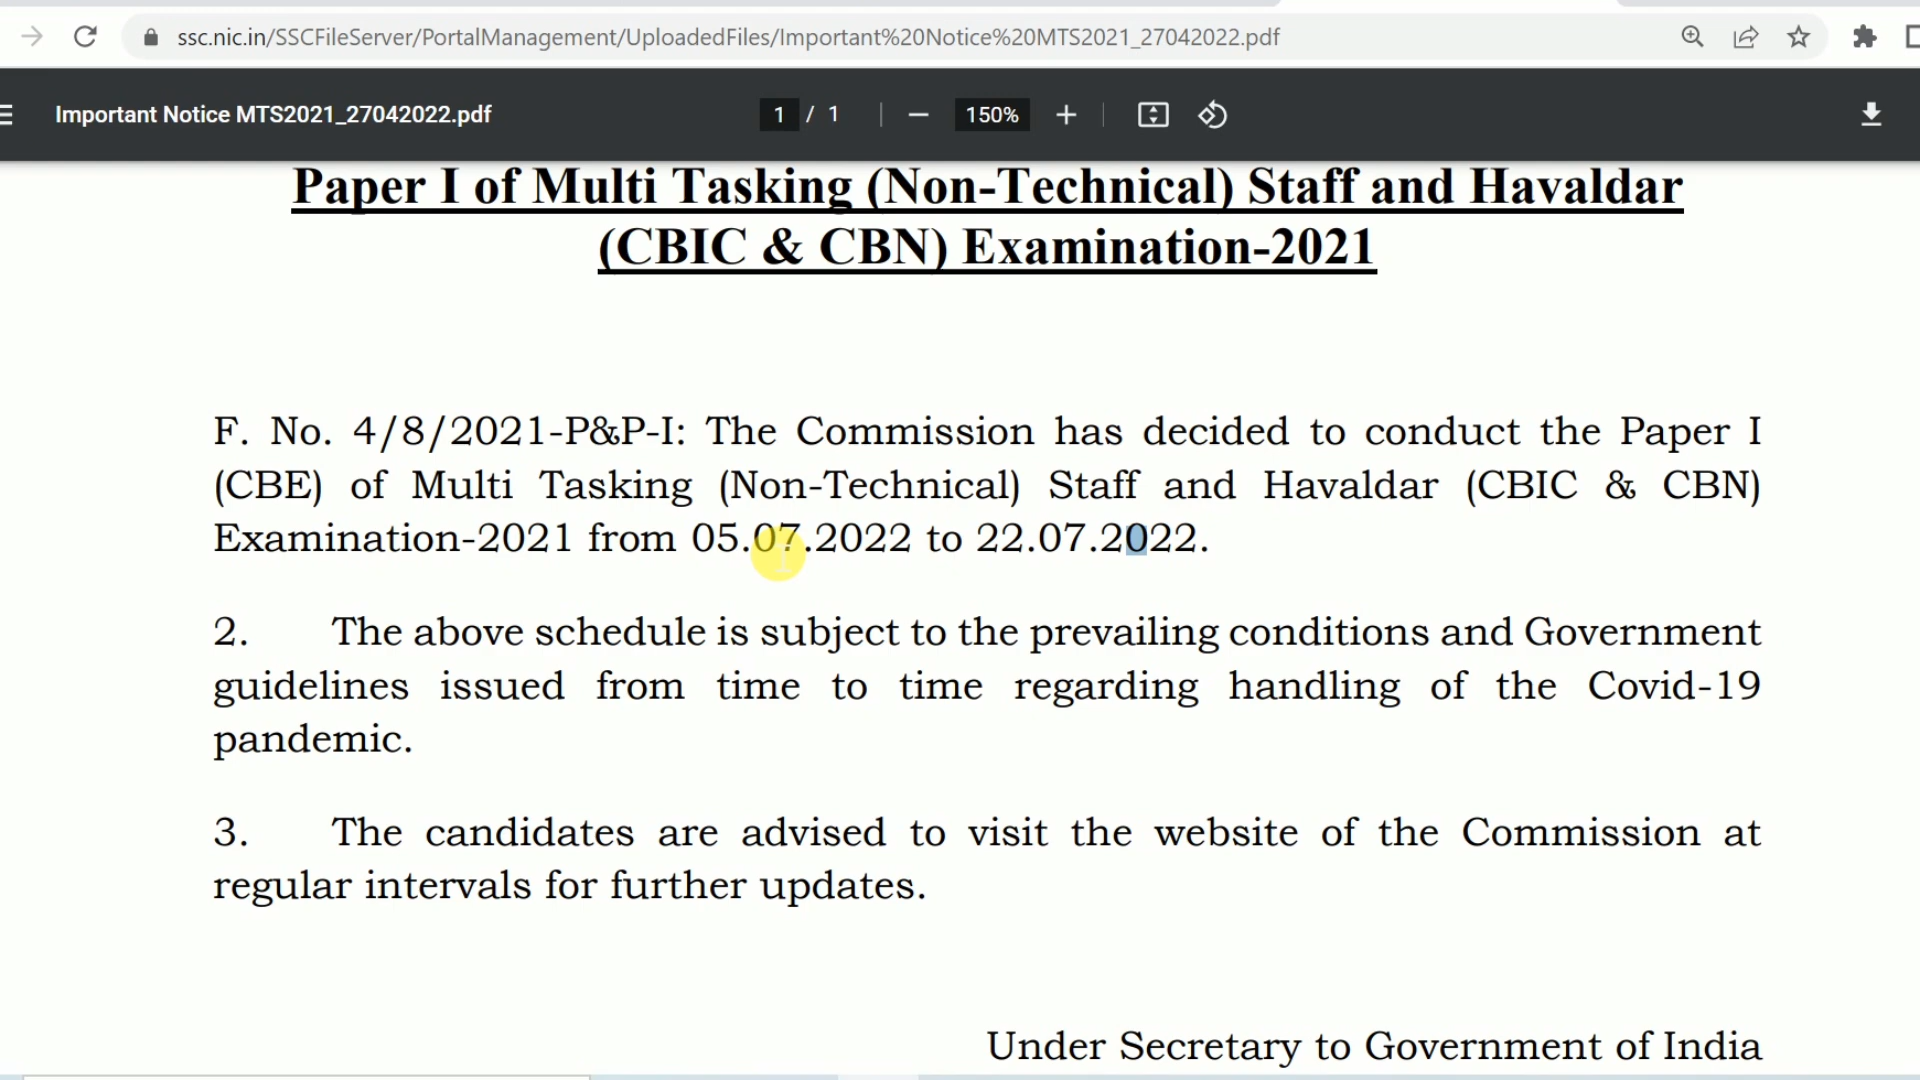 ssc.nic.in/SSCFileServer/PortalManagement/UploadedFiles/Important%20Notice%20MTS2021_27042022.pdf
Important Notice MTS2021_27042022.pdf
1 / 1
150%
Paper I of Multi Tasking (Non-Technical) Staff and Havaldar
(CBIC & CBN) Examination-2021
F. No. 4/8/2021-P&P-I: The Commission has decided to conduct the Paper I
(CBE) of Multi Tasking (Non-Technical) Staff and Havaldar (CBIC & CBN)
Examination-2021 from 05.07.2022 to 22.07.2022.
2. The above schedule is subject to the prevailing conditions and Government
guidelines issued from time to time regarding handling of the Covid-19
pandemic.
3. The candidates are advised to visit the website of the Commission at
regular intervals for further updates.
Under Secretary to Government of India